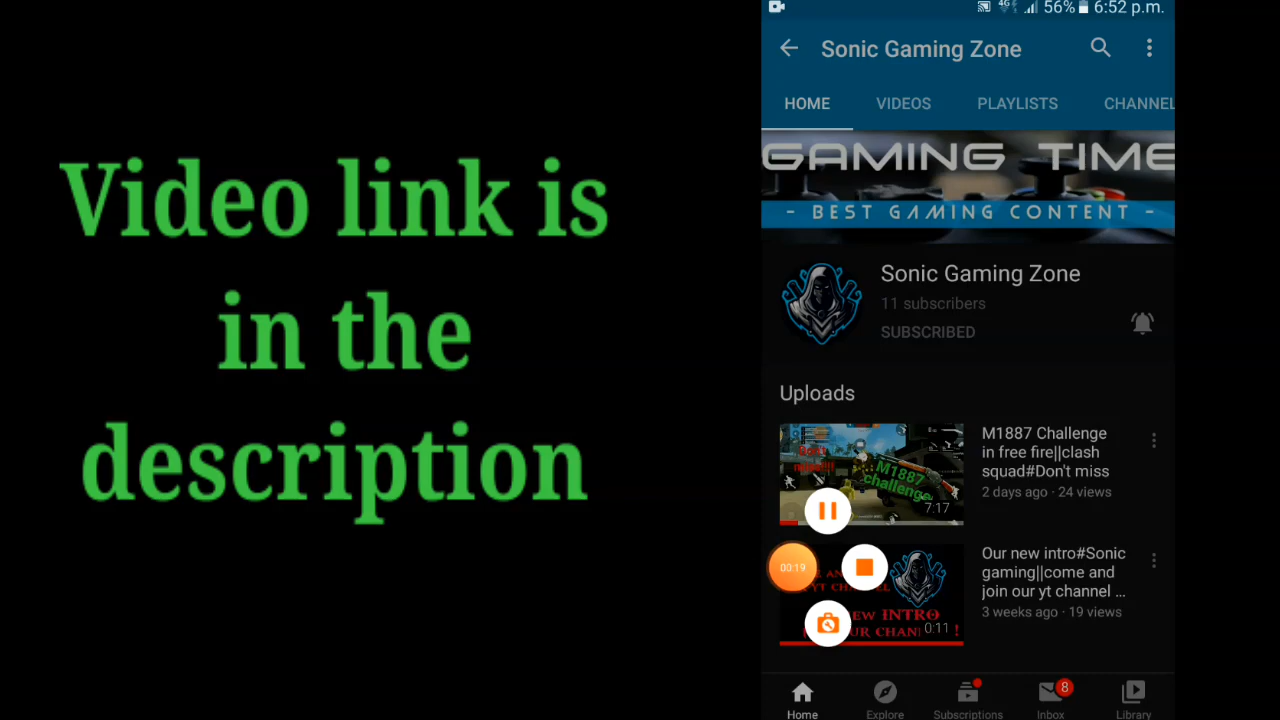 Video link is
in the
description
4G 56% 6:52 p.m.
Sonic Gaming Zone
HOME VIDEOS PLAYLISTS CHANNEL
GAMING TIME
- BEST GAMING CONTENT -
Sonic Gaming Zone
11 subscribers
SUBSCRIBED
Uploads
M1887
challenge
7:17
M1887 Challenge
in free fire||clash
squad#Don't miss
2 days ago · 24 views
00:19
INTRO
0:11
Our new intro#Sonic
gaming||come and
join our yt channel ...
3 weeks ago · 19 views
Home Explore Subscriptions 8 Inbox Library